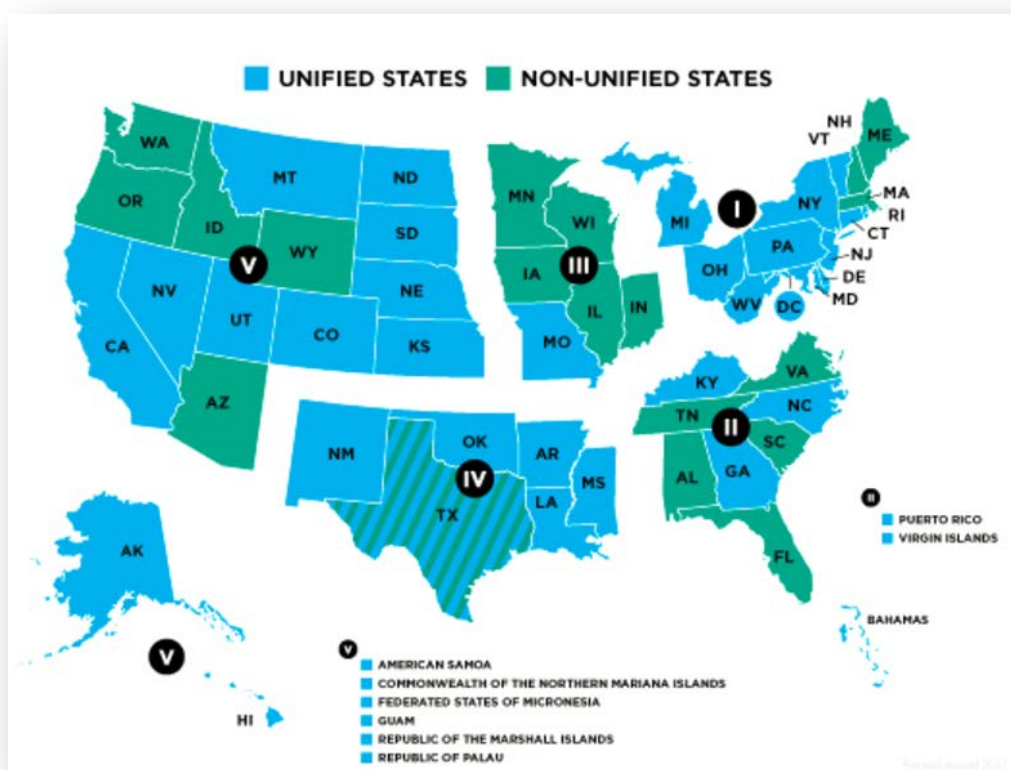 UNIFIED STATES NON-UNIFIED STATES
NH
VT
ME
WA
MT
ND
MN
OR
ID
WI
MI
I
NY
MA
RI
CT
SD
WY
V
III
PA
NJ
IA
OH
DE
NV
NE
MD
UT
IL
IN
WV
DC
CA
CO
KS
MO
VA
KY
AZ
NC
TN
II
SC
OK
NM
AR
GA
IV
AL
MS
LA
TX
II
PUERTO RICO
VIRGIN ISLANDS
AK
FL
BAHAMAS
V
V
AMERICAN SAMOA
COMMONWEALTH OF THE NORTHERN MARIANA ISLANDS
FEDERATED STATES OF MICRONESIA
GUAM
HI
REPUBLIC OF THE MARSHALL ISLANDS
REPUBLIC OF PALAU